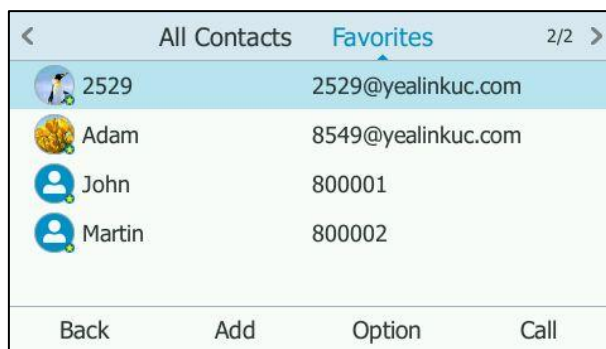 All Contacts Favorites 2/2
2529 2529@yealinkuc.com
Adam 8549@yealinkuc.com
John 800001
Martin 800002
Back Add Option Call